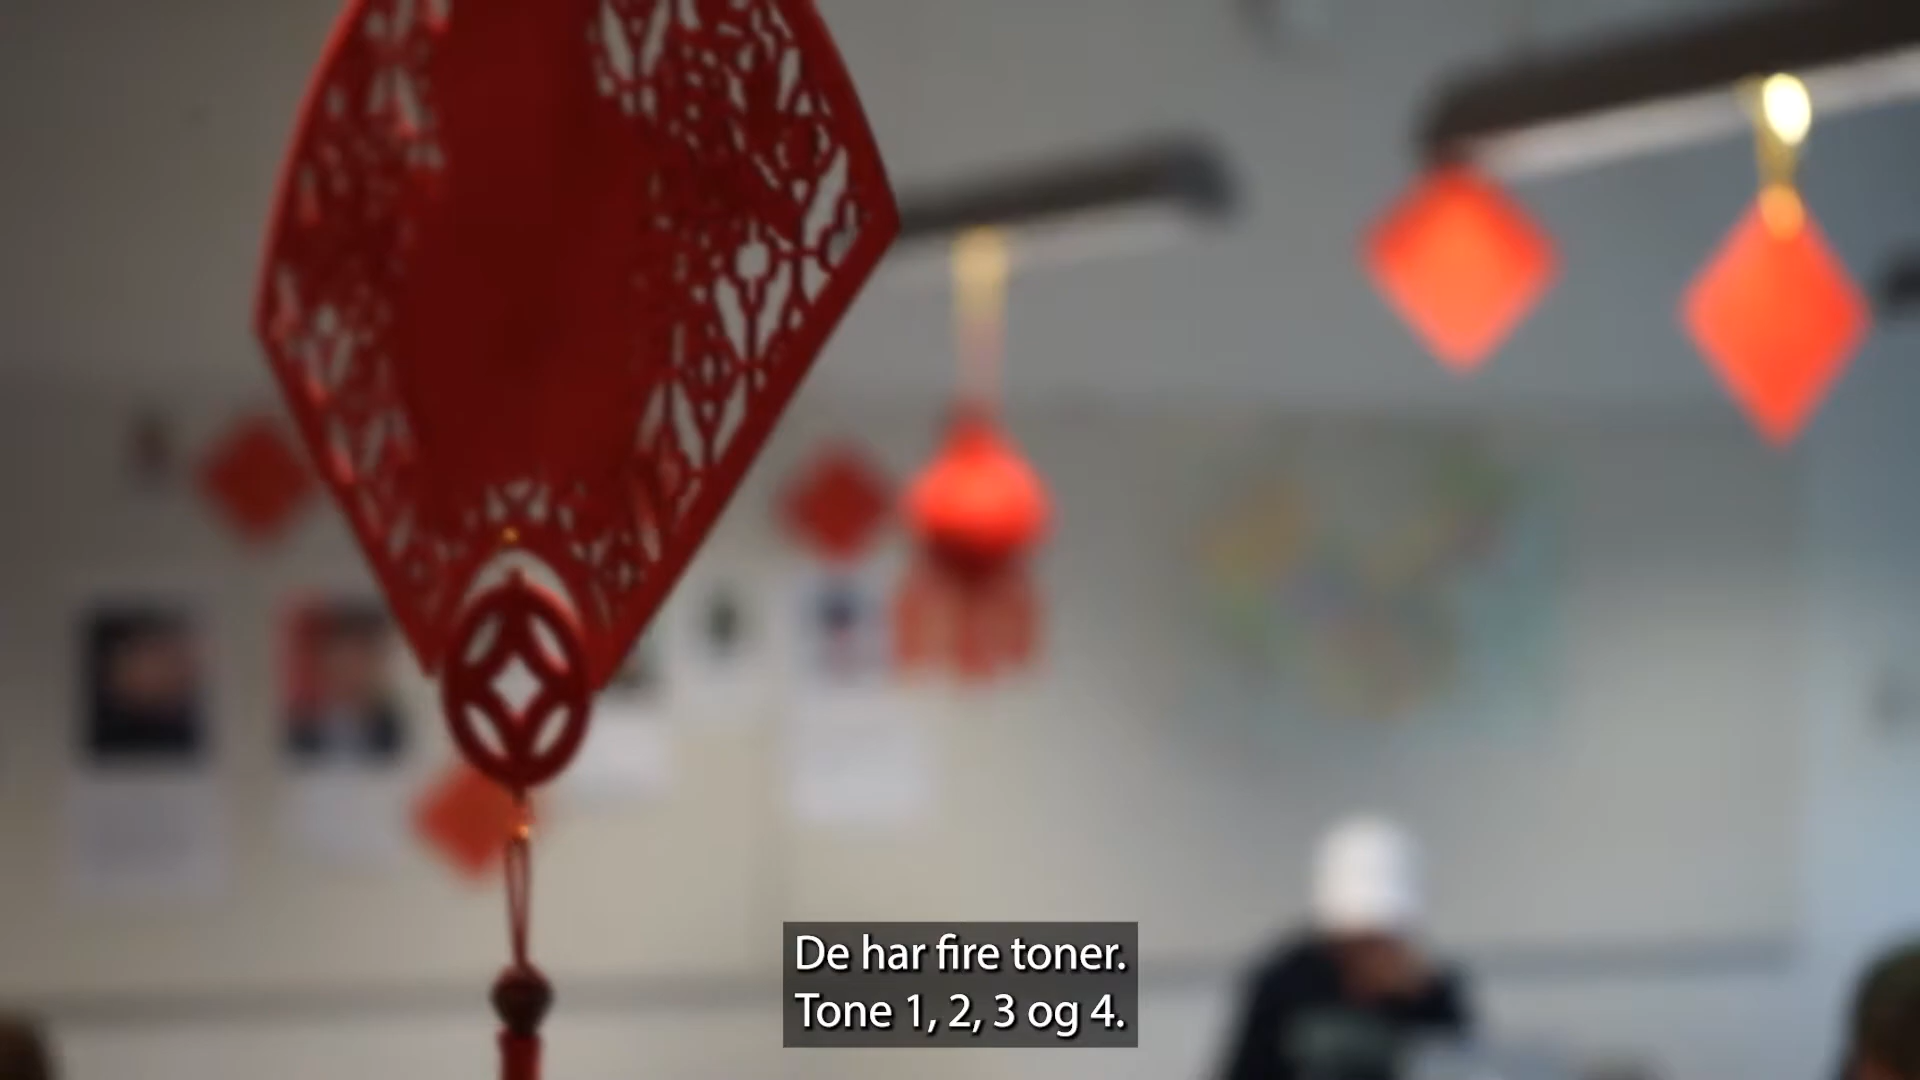 De har fire toner.
Tone 1, 2, 3 og 4.